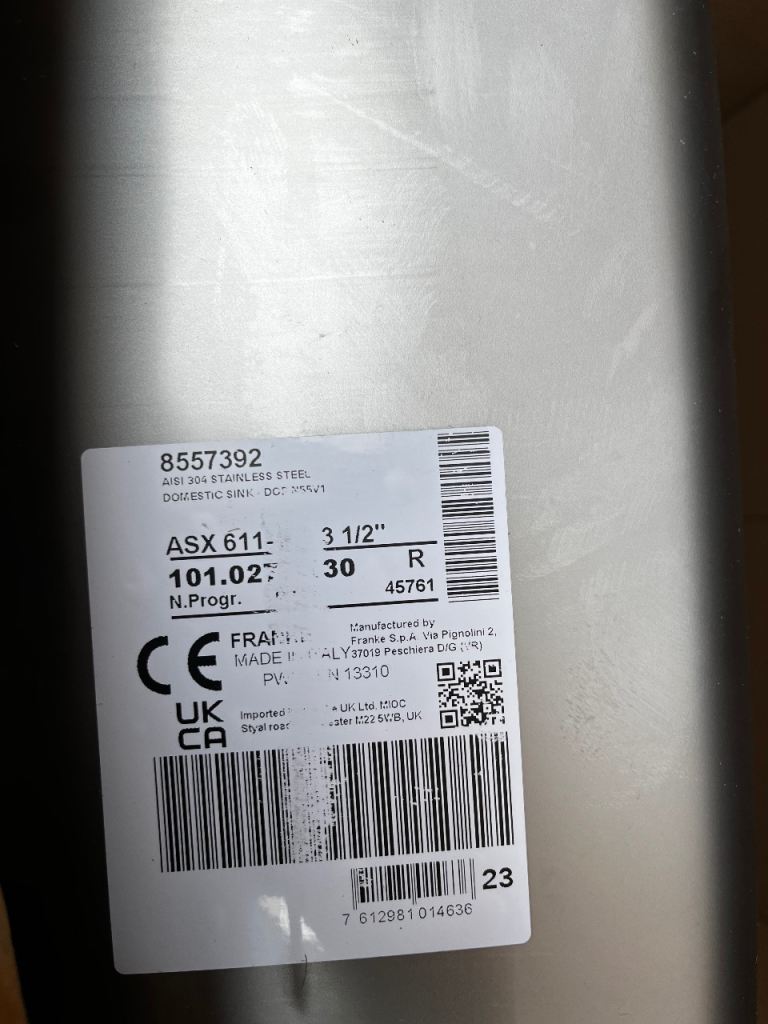 8557392
AISI 304 STAINLESS STEEL
DOMESTIC SINK - N55V1
ASX 611- 3 1/2"
101.027 30 R
N.Progr. 45761
CE
Manufactured by
Franke S.p.A. Via Pignolini 2,
37019 Peschiera D/G (VR)
MADE
13310
UK
CA
Imported UK Ltd. MIOC
Styal M22 5WB, UK
23
7 612981 014636